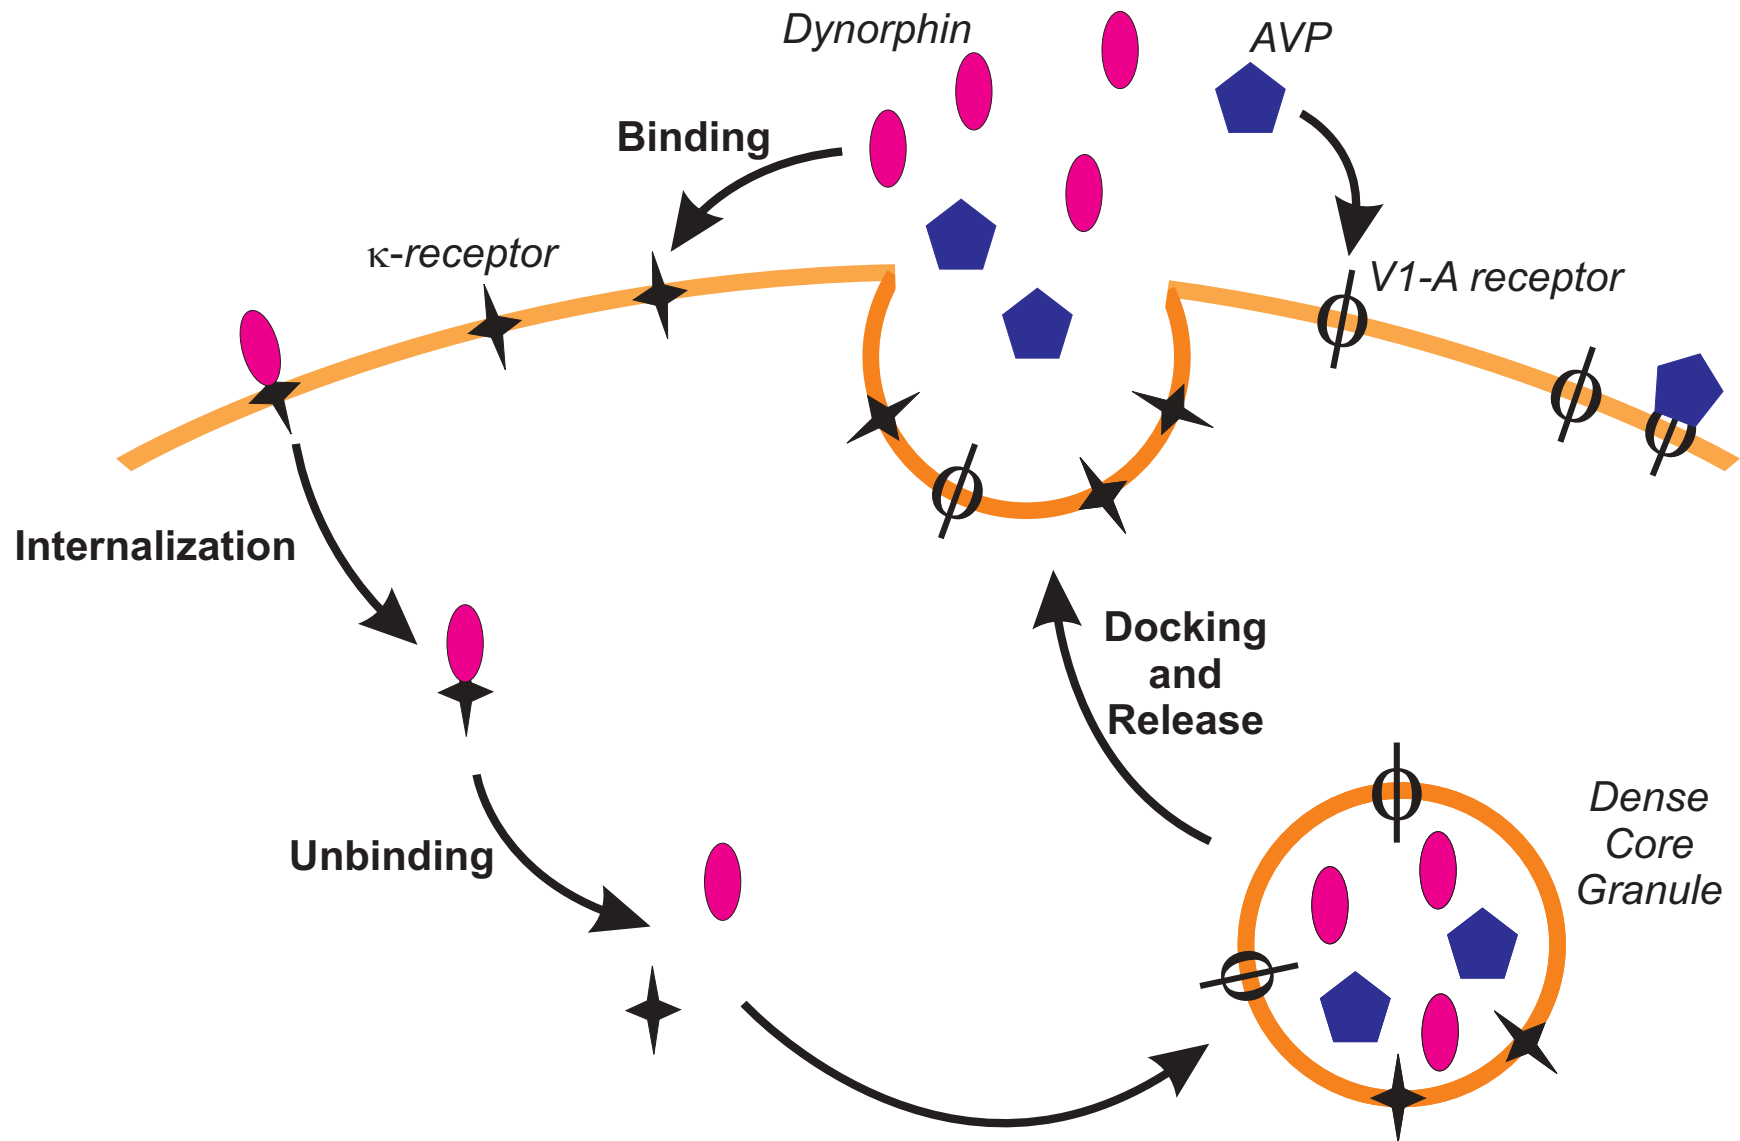 Dynorphin
AVP
Binding
κ-receptor
V1-A receptor
Internalization
Docking
and
Release
Unbinding
Dense
Core
Granule